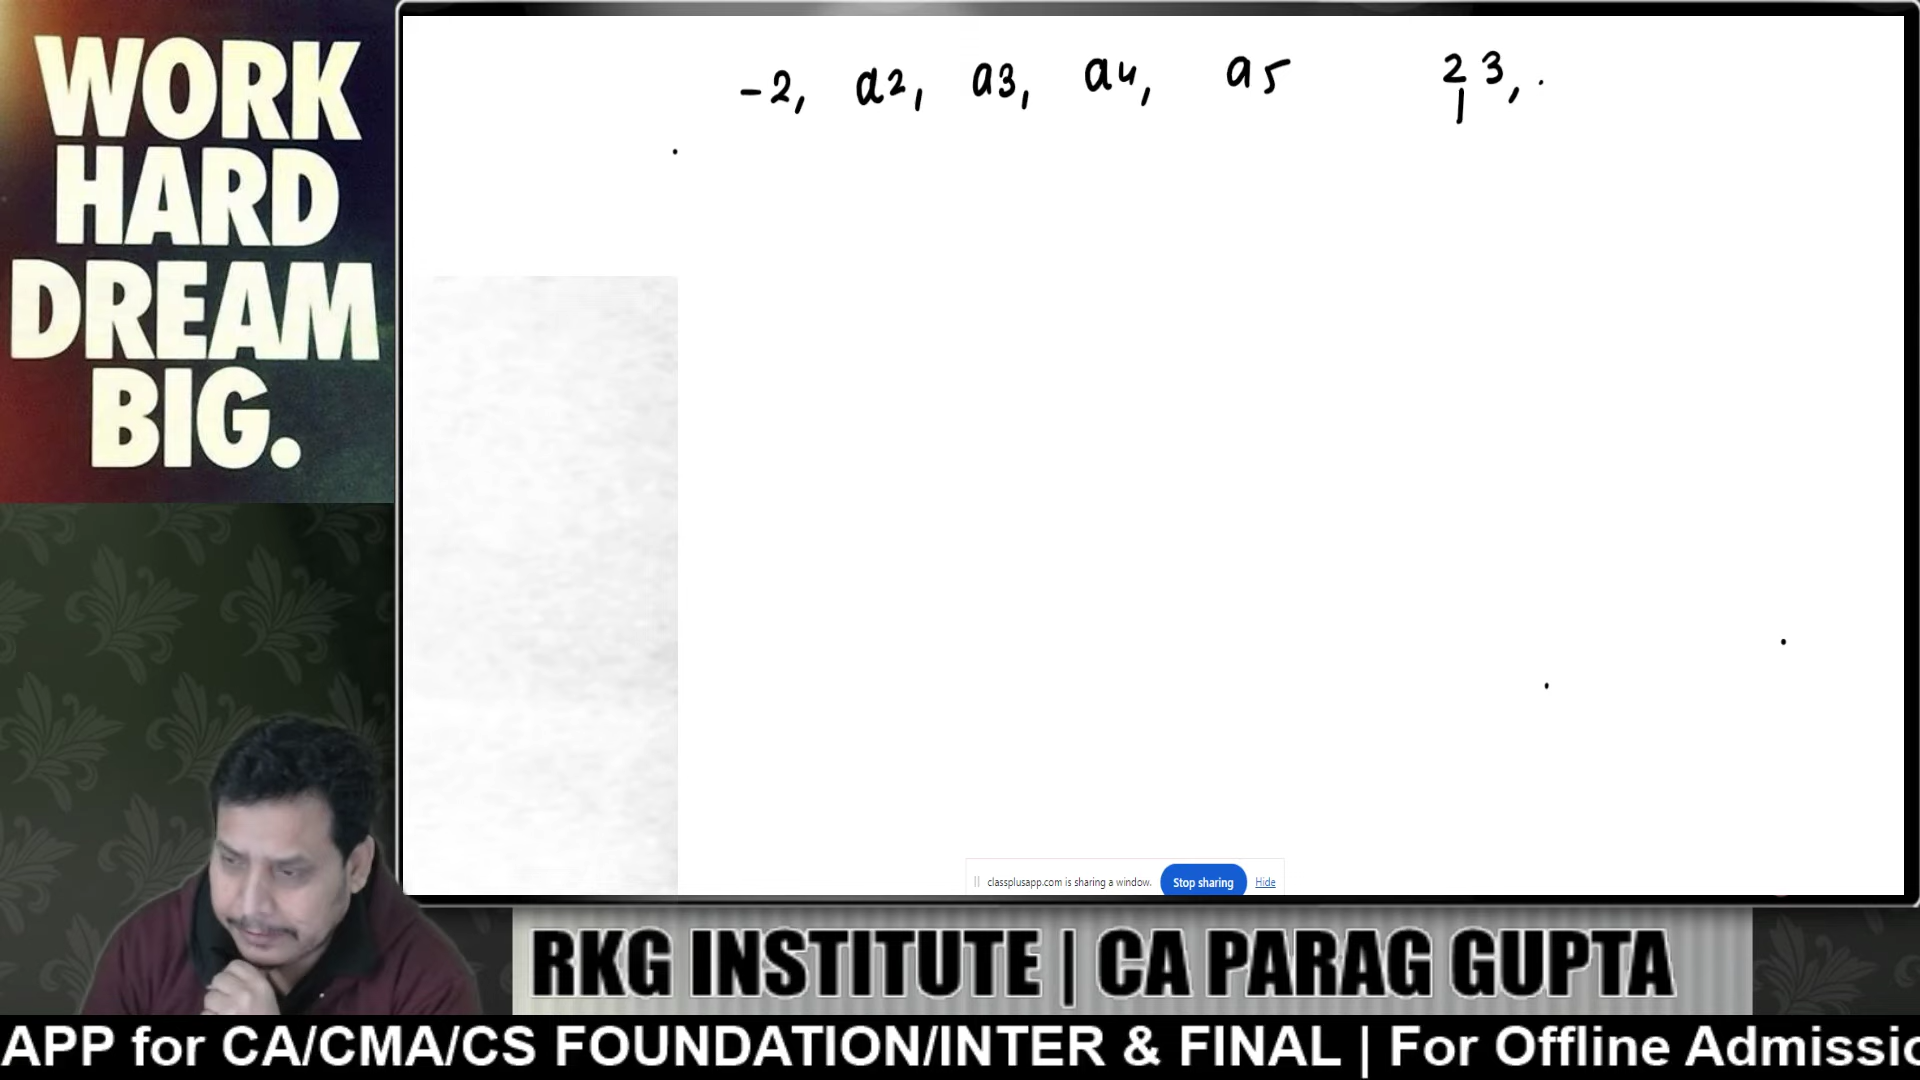 WORK
HARD
DREAM
BIG.
-2, a2, a3, a4, a5 23,
classplusapp.com is sharing a window. Stop sharing Hide
RKG INSTITUTE | CA PARAG GUPTA
APP for CA/CMA/CS FOUNDATION/INTER & FINAL | For Offline